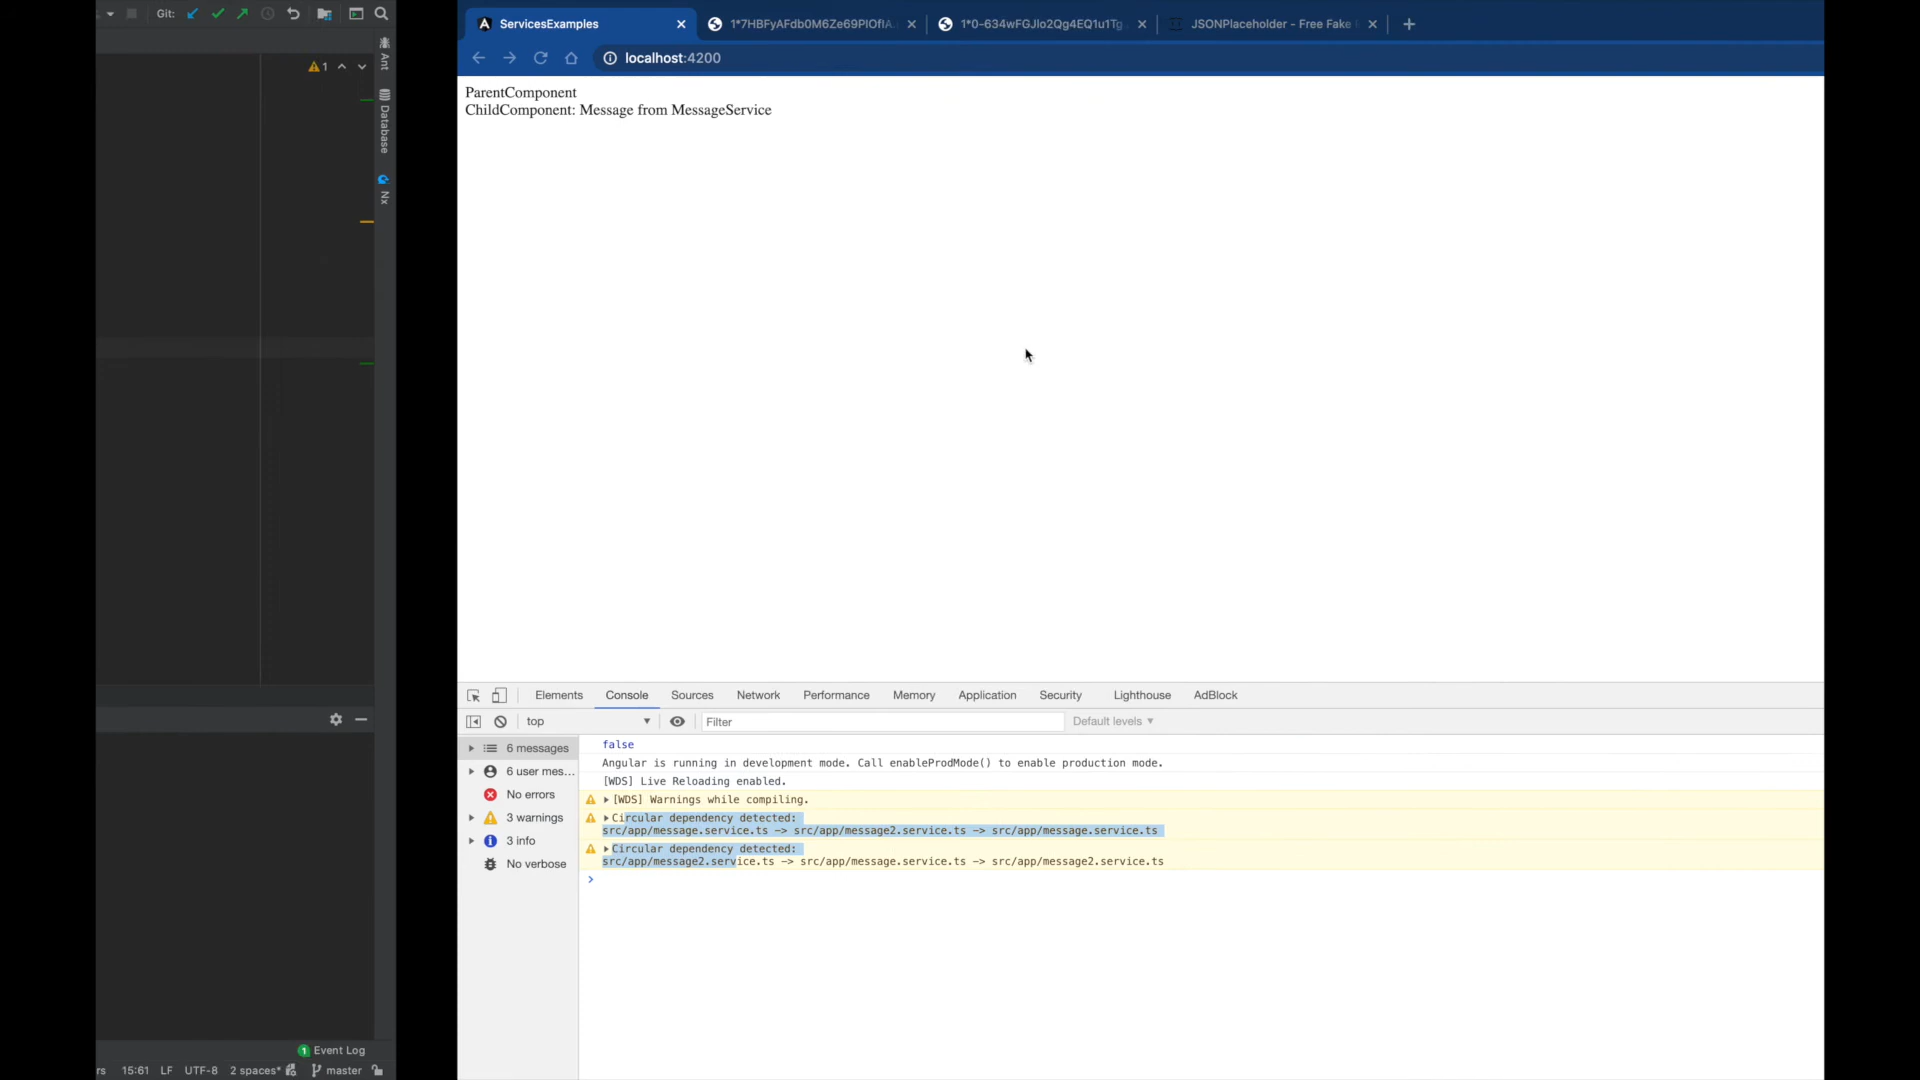 Git:
1
Ant
Database
Nx
Event Log
1
rs 15:61 LF UTF-8 2 spaces* master
ServicesExamples
JSONPlaceholder - Free Fake
localhost:4200
ParentComponent
ChildComponent: Message from MessageService
Elements Console Sources Network Performance Memory Application Security Lighthouse AdBlock
top Filter Default levels
6 messages
6 user mes...
No errors
3 warnings
3 info
No verbose
false
Angular is running in development mode. Call enableProdMode() to enable production mode.
[WDS] Live Reloading enabled.
[WDS] Warnings while compiling.
Circular dependency detected:
src/app/message.service.ts -> src/app/message2.service.ts -> src/app/message.service.ts
Circular dependency detected:
src/app/message2.service.ts -> src/app/message.service.ts -> src/app/message2.service.ts